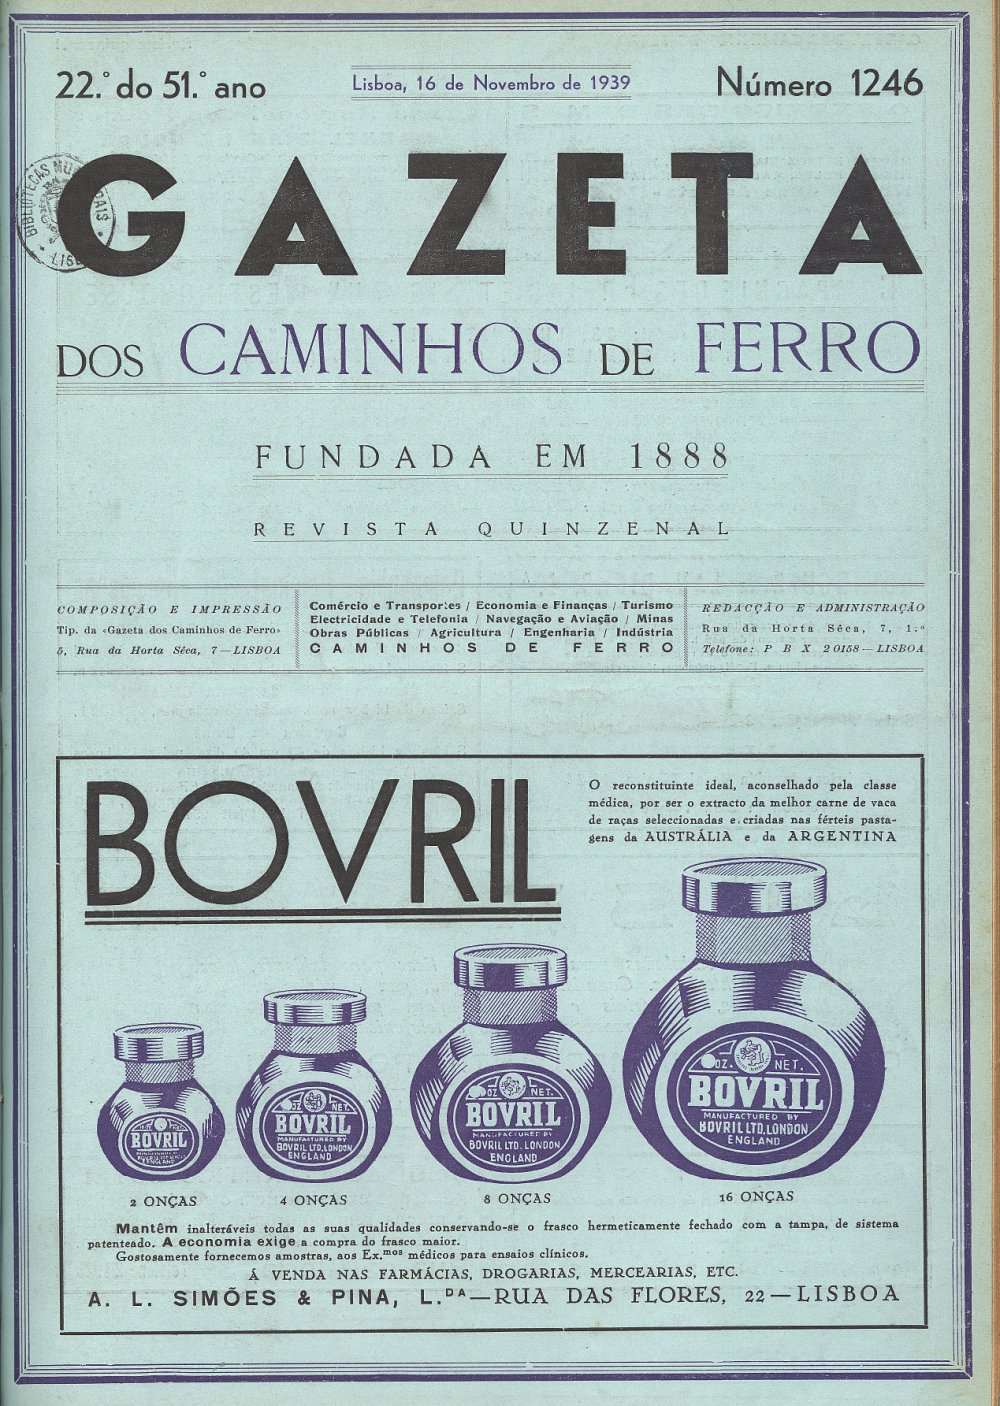 22.º do 51.º ano
Lisboa, 16 de Novembro de 1939
Número 1246
BIBLIOTECAS MU PAIS
LIS
GAZETA
DOS CAMINHOS DE FERRO
FUNDADA EM 1888
REVISTA QUINZENAL
COMPOSIÇÃO E IMPRESSÃO
Tip. da «Gazeta dos Caminhos de Ferro»
5, Rua da Horta Sêca, 7—LISBOA
Comércio e Transportes / Economia e Finanças / Turismo
Electricidade e Telefonia / Navegação e Aviação / Minas
Obras Públicas / Agricultura / Engenharia / Indústria
CAMINHOS DE FERRO
REDACÇÃO E ADMINISTRAÇÃO
Rua da Horta Sêca, 7, 1.º
Telefone: P B X 20158—LISBOA
BOVRIL
O reconstituinte ideal, aconselhado pela classe
médica, por ser o extracto da melhor carne de vaca
de raças seleccionadas e criadas nas férteis pasta-
gens da AUSTRÁLIA e da ARGENTINA
BOVRIL
ENGLAND
2 ONÇAS
OZ. NET.
BOVRIL
MANUFACTURED BY
BOVRIL LTD, LONDON
ENGLAND
4 ONÇAS
OZ. NET.
BOVRIL
MANUFACTURED BY
BOVRIL LTD. LONDON
ENGLAND
8 ONÇAS
OZ. NET.
BOVRIL
MANUFACTURED BY
BOVRIL LTD. LONDON
ENGLAND
16 ONÇAS
Mantêm inalteráveis todas as suas qualidades conservando-se o frasco hermeticamente fechado com a tampa, de sistema
patenteado. A economia exige a compra do frasco maior.
Gostosamente fornecemos amostras, aos Ex.mos médicos para ensaios clínicos.
Á VENDA NAS FARMÁCIAS, DROGARIAS, MERCEARIAS, ETC.
A. L. SIMÕES & PINA, L.DA—RUA DAS FLORES, 22—LISBOA